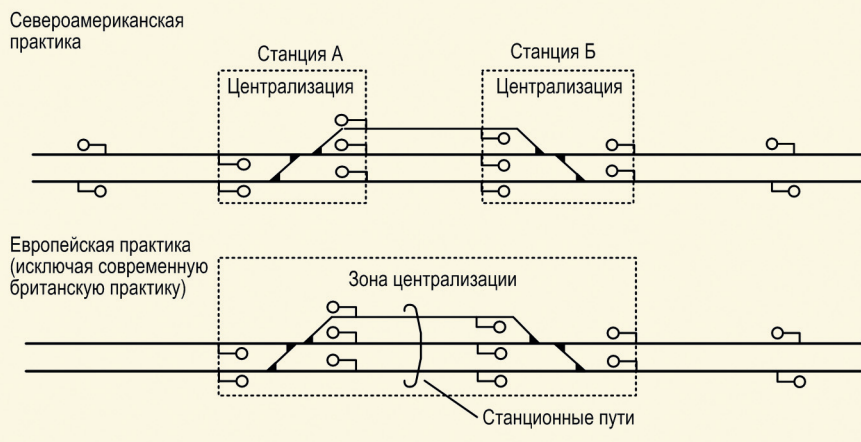 Североамериканская
практика
Станция А
Станция Б
Централизация
Централизация
Европейская практика
(исключая современную
британскую практику)
Зона централизации
Станционные пути